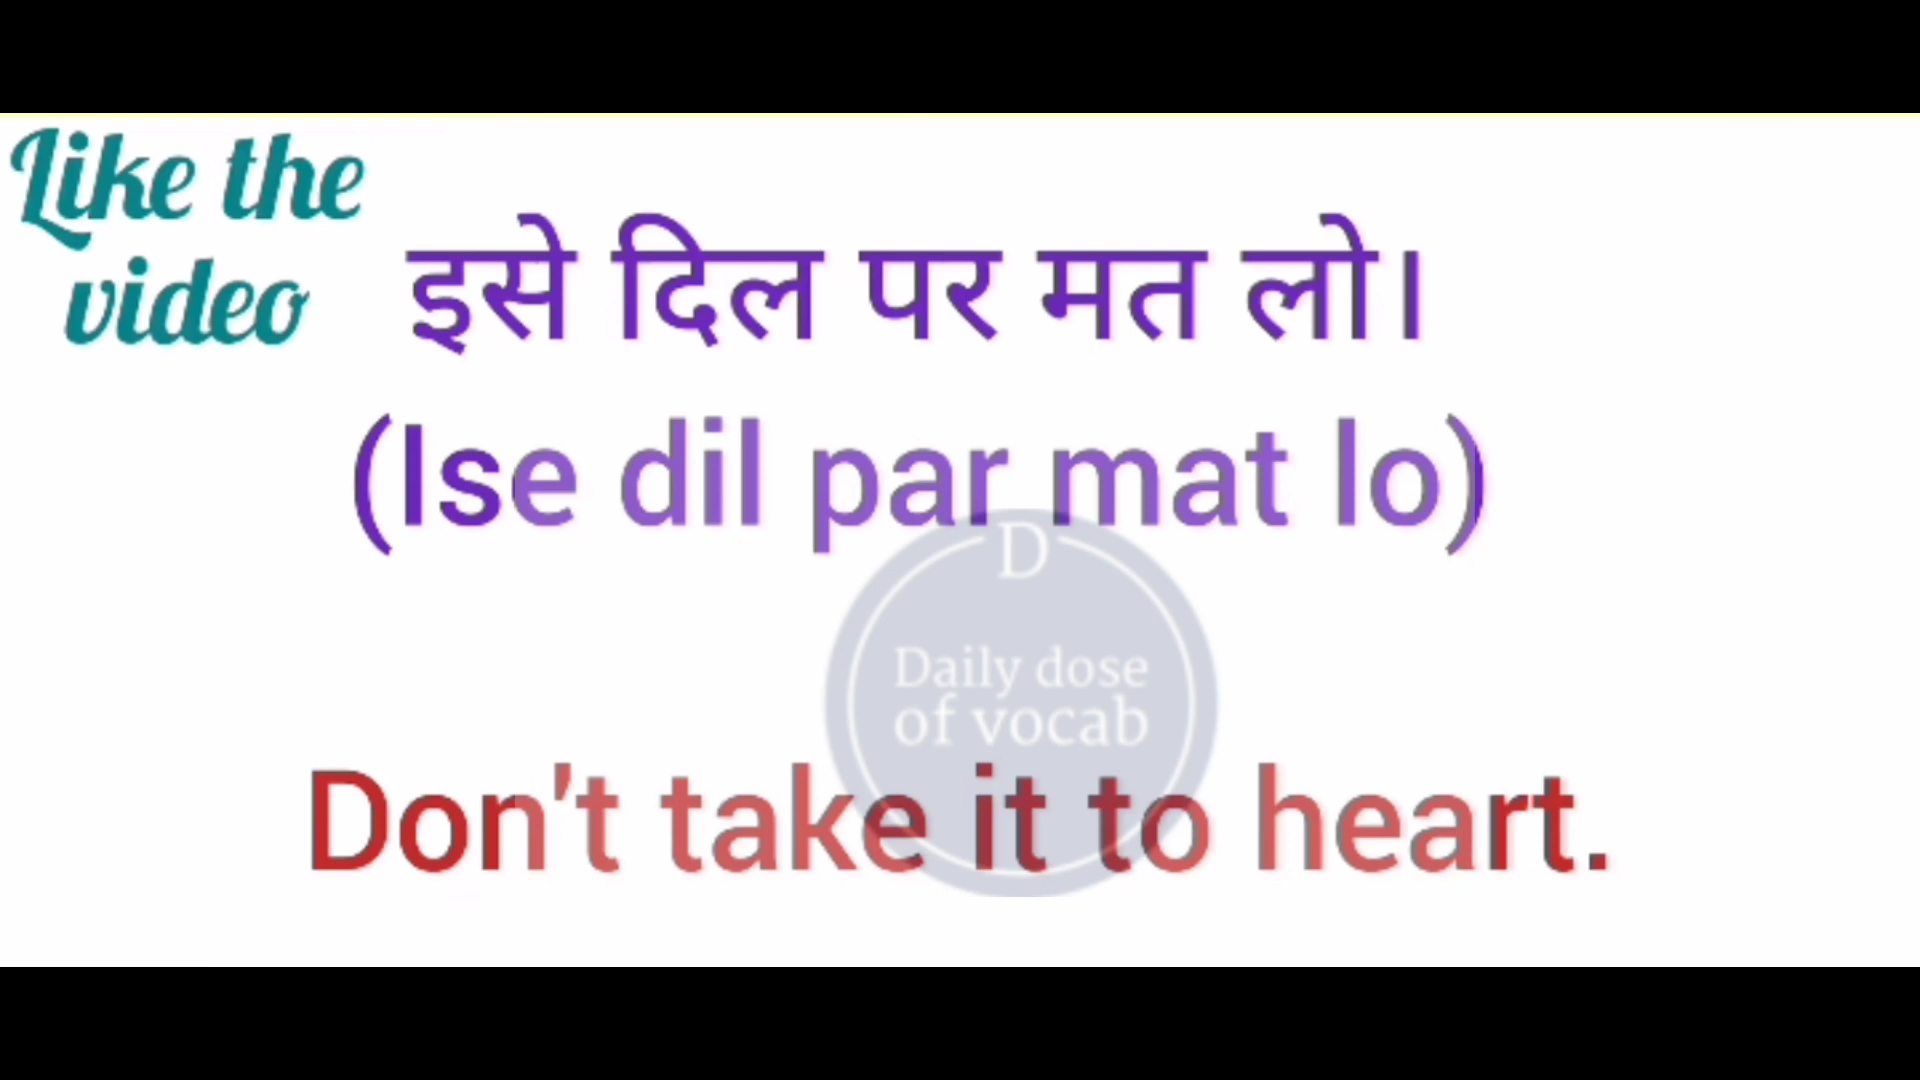 Like the
video
इसे दिल पर मत लो।
(Ise dil par mat lo)
D
Daily dose
of vocab
Don't take it to heart.